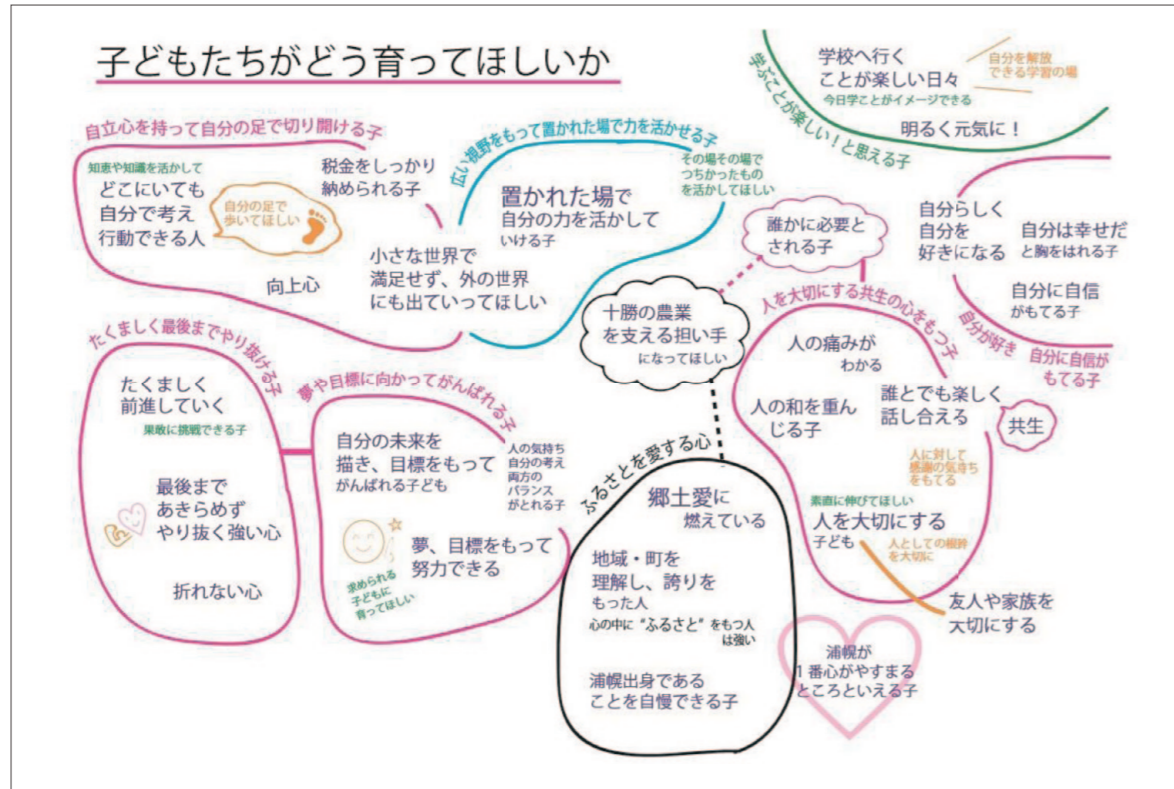 子どもたちがどう育ってほしいか
自立心を持って自分の足で切り開ける子
知恵や知識を活かして
どこにいても
自分で考え
行動できる人
自分の足で
歩いてほしい
税金をしっかり
納められる子
向上心
広い視野をもって置かれた場で力を活かせる子
置かれた場で
自分の力を活かして
いける子
その場その場で
つちかったもの
を活かしてほしい
小さな世界で
満足せず、外の世界
にも出ていってほしい
学ぶことが楽しい!と思える子
学校へ行く
ことが楽しい日々
今日学ことがイメージできる
自分を解放
できる学習の場
明るく元気に!
自分らしく
自分を
好きになる
自分は幸せだ
と胸をはれる子
自分に自信
がもてる子
自分が好き
自分に自信が
もてる子
誰かに必要と
される子
十勝の農業
を支える担い手
になってほしい
人を大切にする共生の心をもつ子
人の痛みが
わかる
誰とでも楽しく
話し合える
人の和を重ん
じる子
共生
人に対して
感謝の気持ち
をもてる
素直に伸びてほしい
人を大切にする
子ども
人としての根幹
を大切に
友人や家族を
大切にする
たくましく最後までやり抜ける子
たくましく
前進していく
果敢に挑戦できる子
最後まで
あきらめず
やり抜く強い心
折れない心
夢や目標に向かってがんばれる子
自分の未来を
描き、目標をもって
がんばれる子ども
人の気持ち
自分の考え
両方の
バランス
がとれる子
夢、目標をもって
努力できる
求められる
子どもに
育ってほしい
ふるさとを愛する心
郷土愛に
燃えている
地域・町を
理解し、誇りを
もった人
心の中に“ふるさと”をもつ人
は強い
浦幌出身である
ことを自慢できる子
浦幌が
1番心がやすまる
ところといえる子